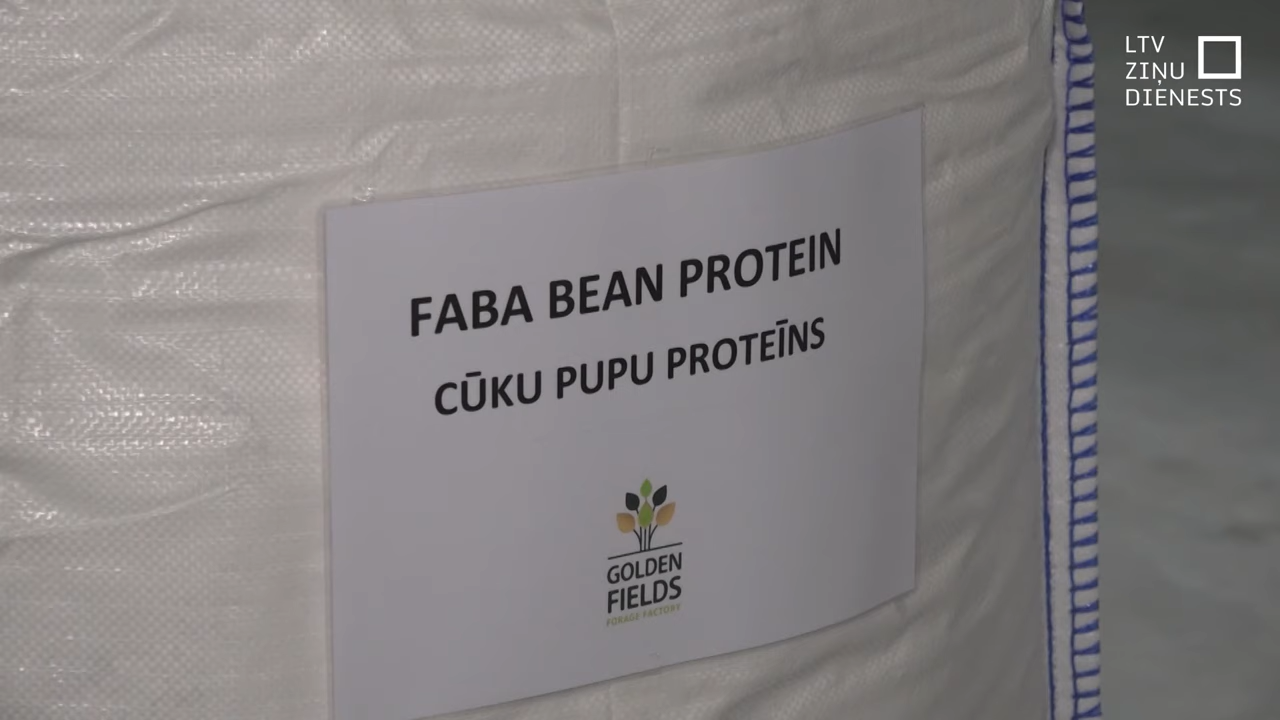 LTV
ZIŅU
DIENESTS
FABA BEAN PROTEIN
CŪKU PUPU PROTEĪNS
GOLDEN
FIELDS
FORAGE FACTORY